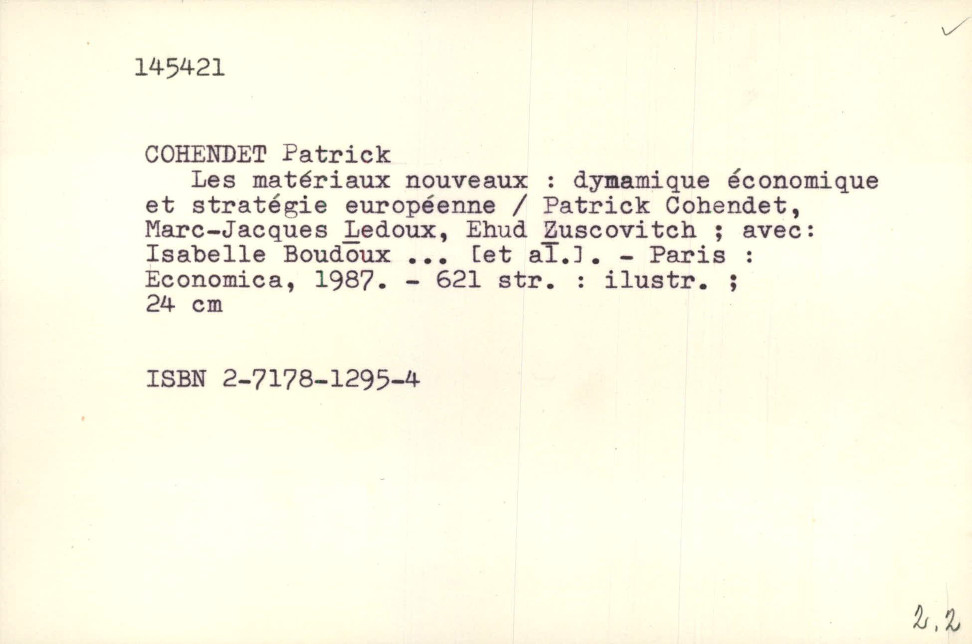 145421
COHENDET Patrick
Les matériaux nouveaux : dymamique économique
et stratégie européenne / Patrick Cohendet,
Marc-Jacques Ledoux, Ehud Zuscovitch ; avec:
Isabelle Boudoux ... [et al.]. - Paris :
Economica, 1987. - 621 str. : ilustr. ;
24 cm
ISBN 2-7178-1295-4
2.2